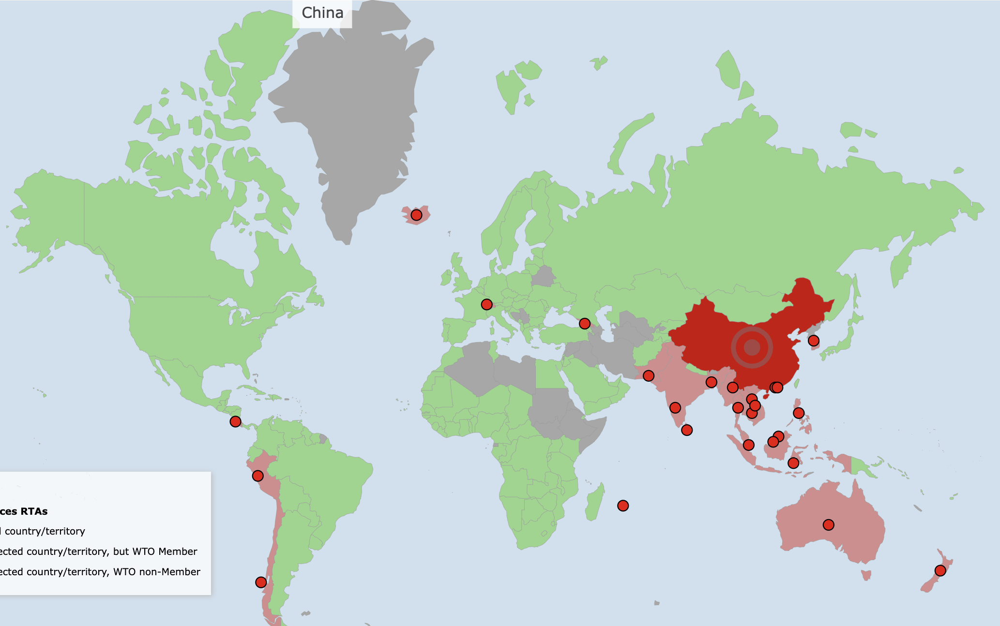 China
ces RTAs
country/territory
ected country/territory, but WTO Member
ected country/territory, WTO non-Member